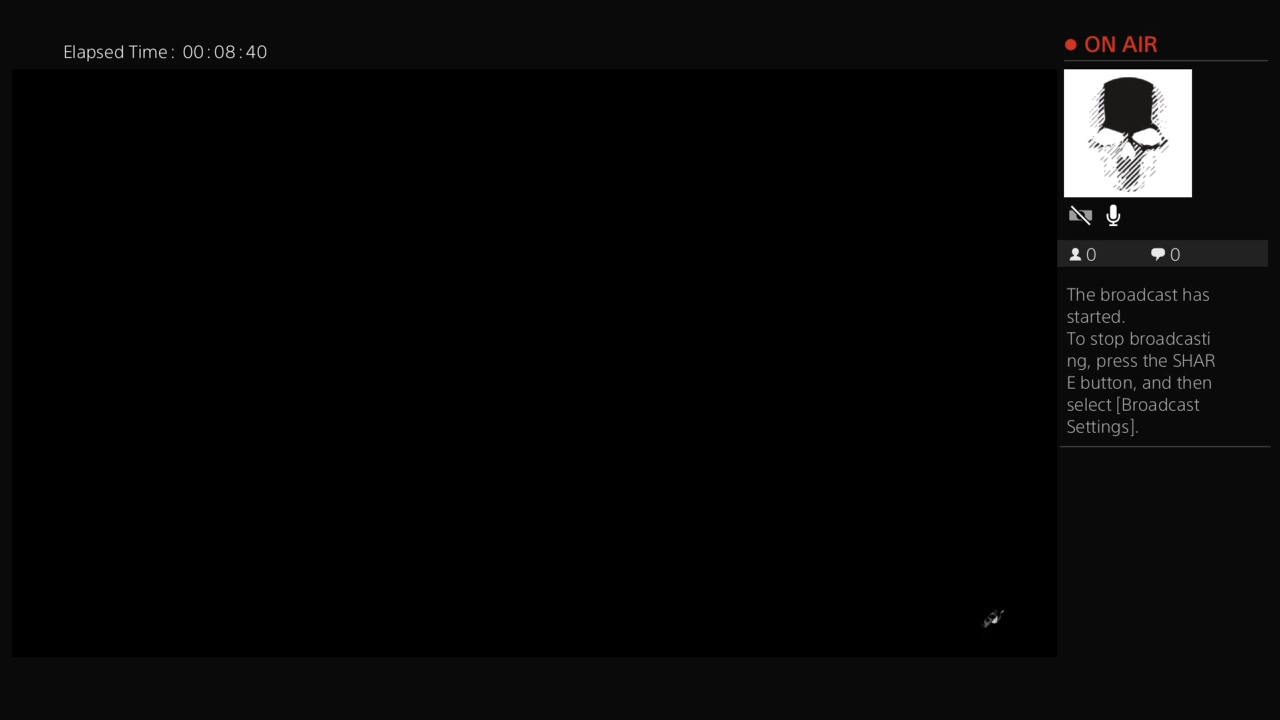 Elapsed Time: 00:08:40
ON AIR
0 0
The broadcast has
started.
To stop broadcasti
ng, press the SHAR
E button, and then
select [Broadcast
Settings].